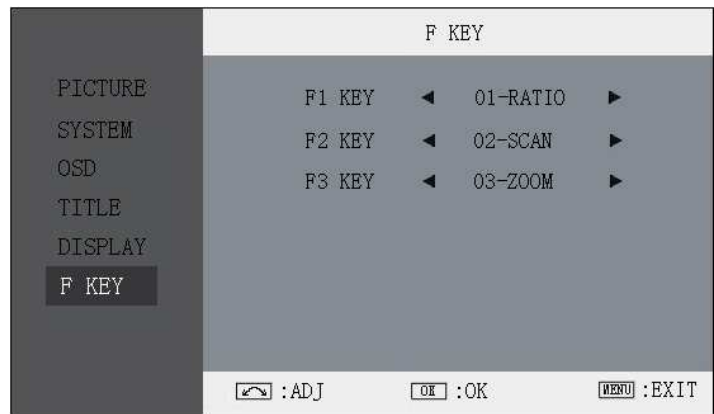 F KEY
PICTURE
SYSTEM
OSD
TITLE
DISPLAY
F KEY
F1 KEY ◀ 01-RATIO ▶
F2 KEY ◀ 02-SCAN ▶
F3 KEY ◀ 03-ZOOM ▶
:ADJ OK :OK MENU :EXIT